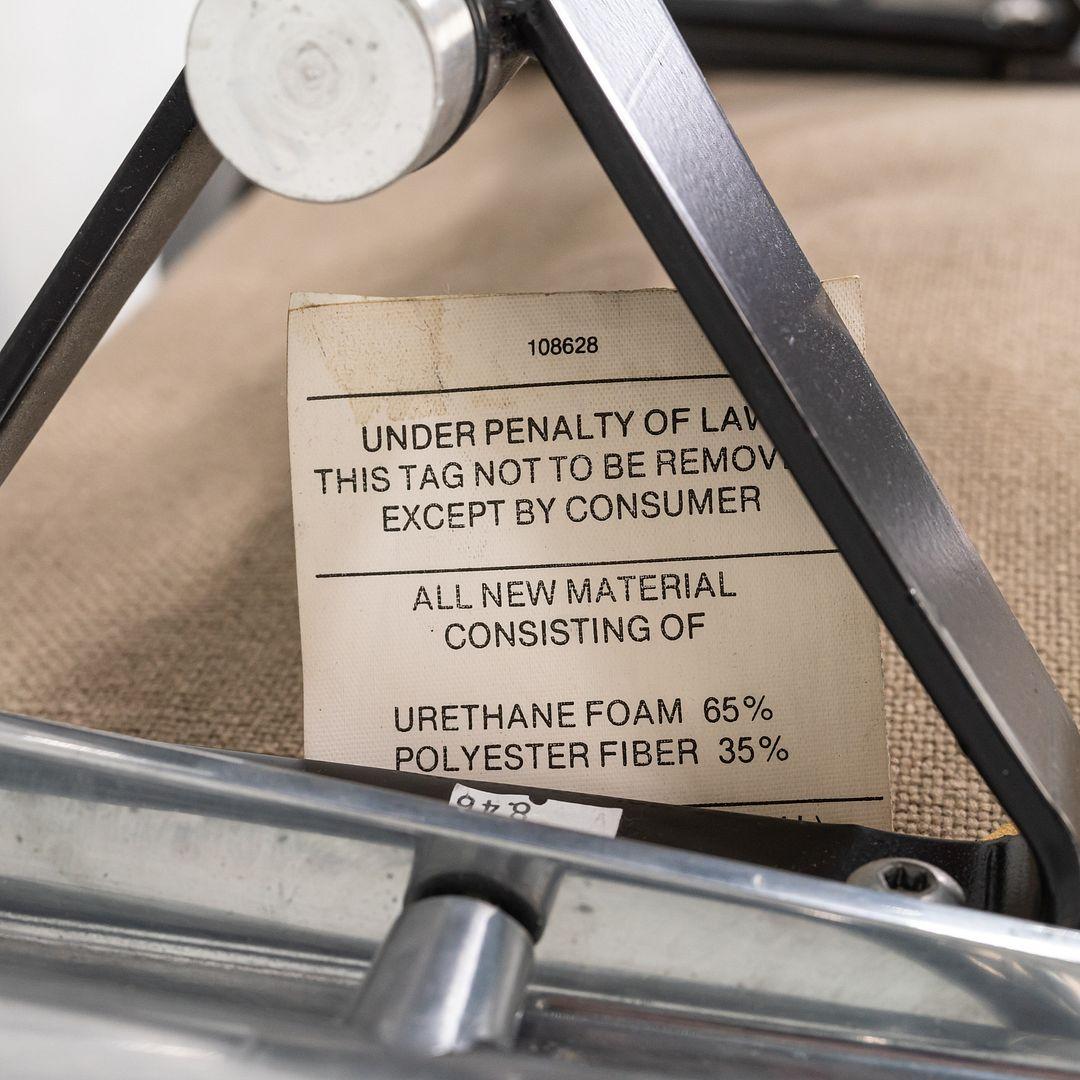 108628
UNDER PENALTY OF LAW
THIS TAG NOT TO BE REMOV
EXCEPT BY CONSUMER
ALL NEW MATERIAL
CONSISTING OF
URETHANE FOAM 65%
POLYESTER FIBER 35%